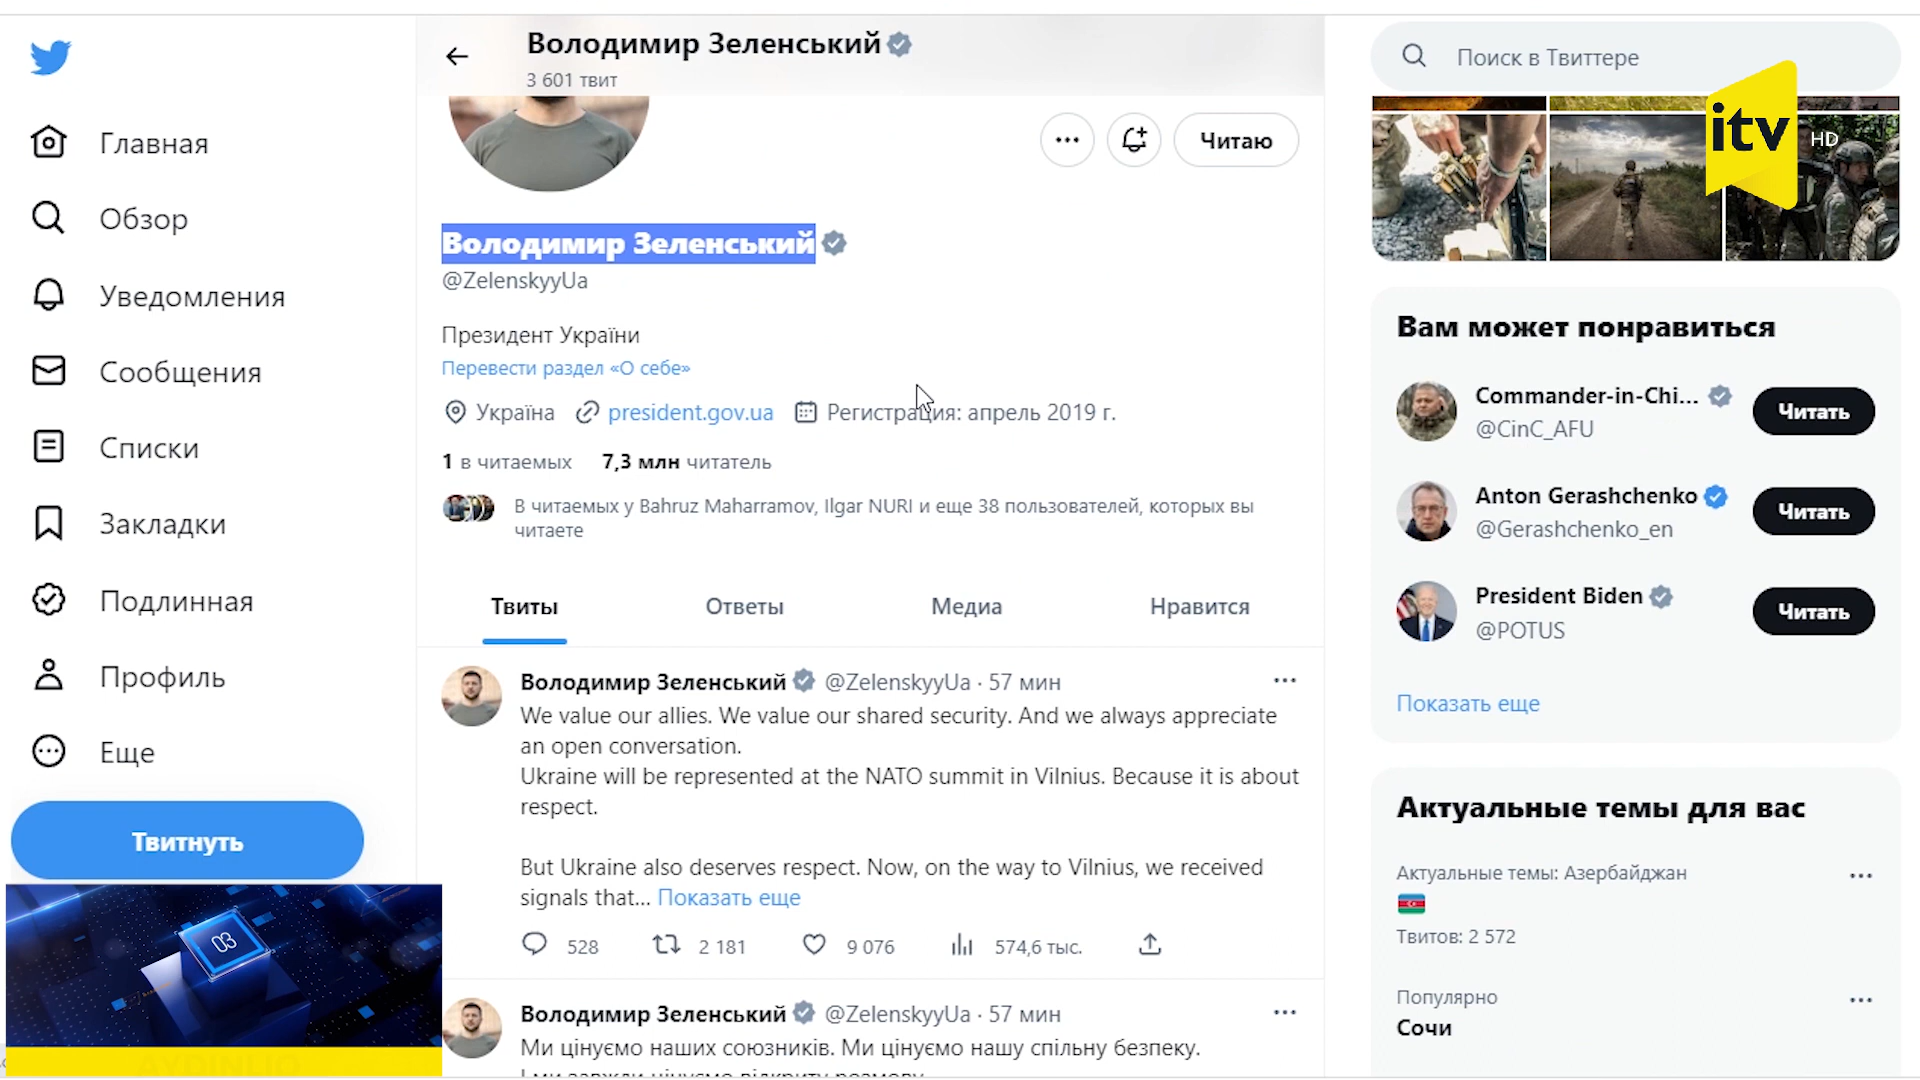 Володимир Зеленський
3 601 твит
Поиск в Твиттере
itv HD
Главная
Обзор
Уведомления
Сообщения
Списки
Закладки
Подлинная
Профиль
Еще
Твитнуть
03
Читаю
Володимир Зеленський
@ZelenskyyUa
Президент України
Перевести раздел «О себе»
Україна president.gov.ua Регистрация: апрель 2019 г.
1 в читаемых 7,3 млн читатель
В читаемых у Bahruz Maharramov, Ilgar NURI и еще 38 пользователей, которых вы
читаете
Твиты Ответы Медиа Нравится
Володимир Зеленський @ZelenskyyUa · 57 мин
We value our allies. We value our shared security. And we always appreciate
an open conversation.
Ukraine will be represented at the NATO summit in Vilnius. Because it is about
respect.
But Ukraine also deserves respect. Now, on the way to Vilnius, we received
signals that... Показать еще
528 2 181 9 076 574,6 тыс.
Володимир Зеленський @ZelenskyyUa · 57 мин
Ми цінуємо наших союзників. Ми цінуємо нашу спільну безпеку.
І ми завжди цінуємо відкриту розмову.
Вам может понравиться
Commander-in-Chi...
@CinC_AFU
Читать
Anton Gerashchenko
@Gerashchenko_en
Читать
President Biden
@POTUS
Читать
Показать еще
Актуальные темы для вас
Актуальные темы: Азербайджан
Твитов: 2 572
Популярно
Сочи